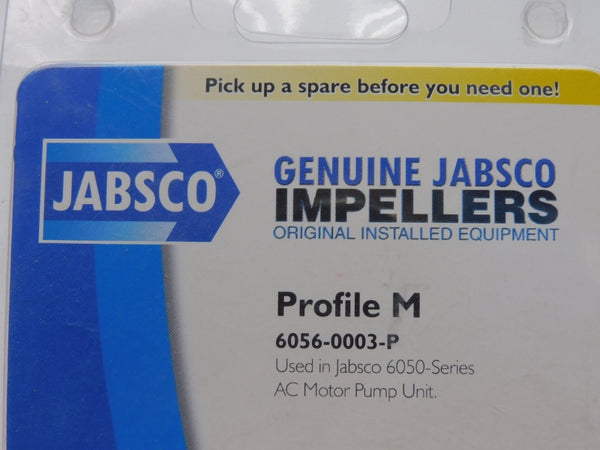 Pick up a spare before you need one!
JABSCO®
GENUINE JABSCO
IMPELLERS
ORIGINAL INSTALLED EQUIPMENT
Profile M
6056-0003-P
Used in Jabsco 6050-Series
AC Motor Pump Unit.